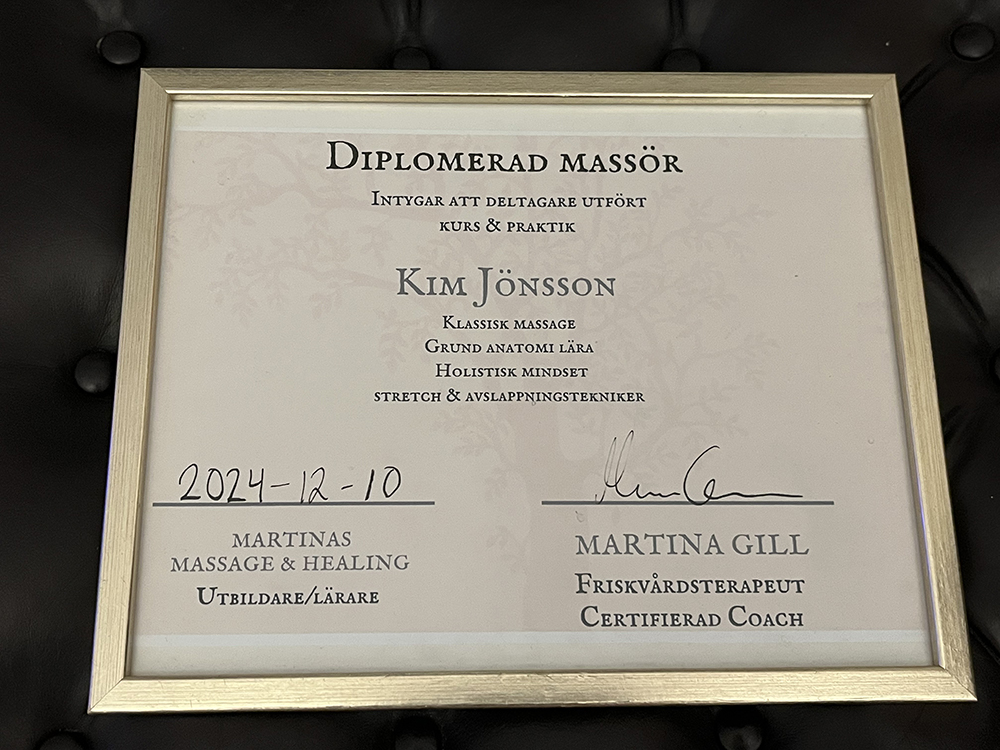 Diplomerad massör
Intygar att deltagare utfört
kurs & praktik
Kim Jönsson
Klassisk massage
Grund anatomi lära
Holistisk mindset
stretch & avslappningstekniker
2024-12-10
MARTINAS
MASSAGE & HEALING
Utbildare/lärare
MARTINA GILL
Friskvårdsterapeut
Certifierad Coach